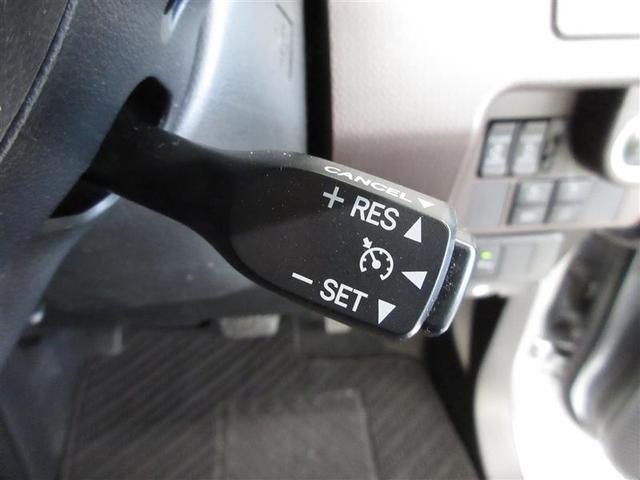 CANCEL
+ RES
– SET